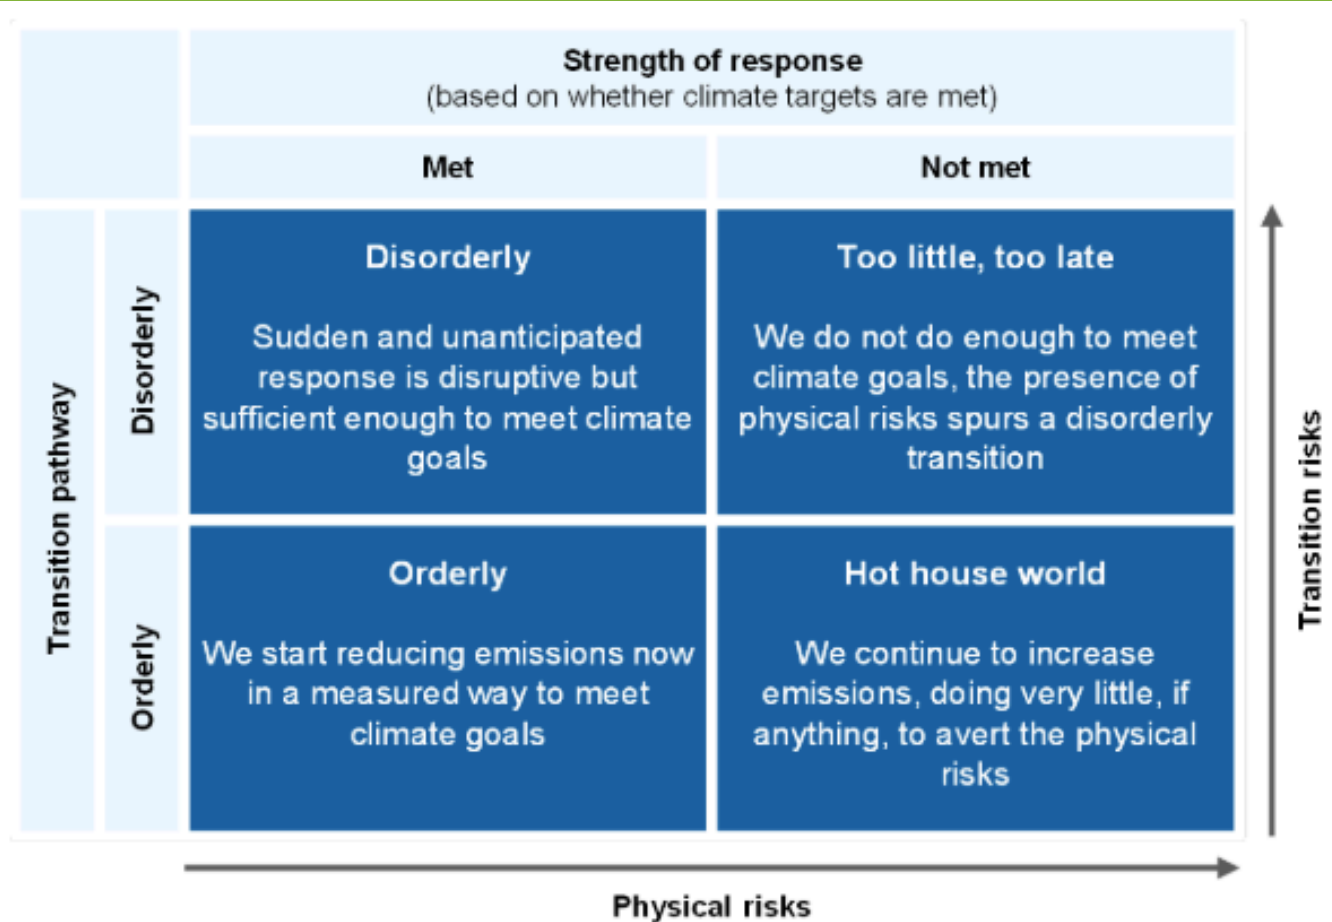 Strength of response
(based on whether climate targets are met)
Met
Not met
Transition pathway
Disorderly
Disorderly
Sudden and unanticipated
response is disruptive but
sufficient enough to meet climate
goals
Too little, too late
We do not do enough to meet
climate goals, the presence of
physical risks spurs a disorderly
transition
Orderly
Orderly
We start reducing emissions now
in a measured way to meet
climate goals
Hot house world
We continue to increase
emissions, doing very little, if
anything, to avert the physical
risks
Transition risks
Physical risks